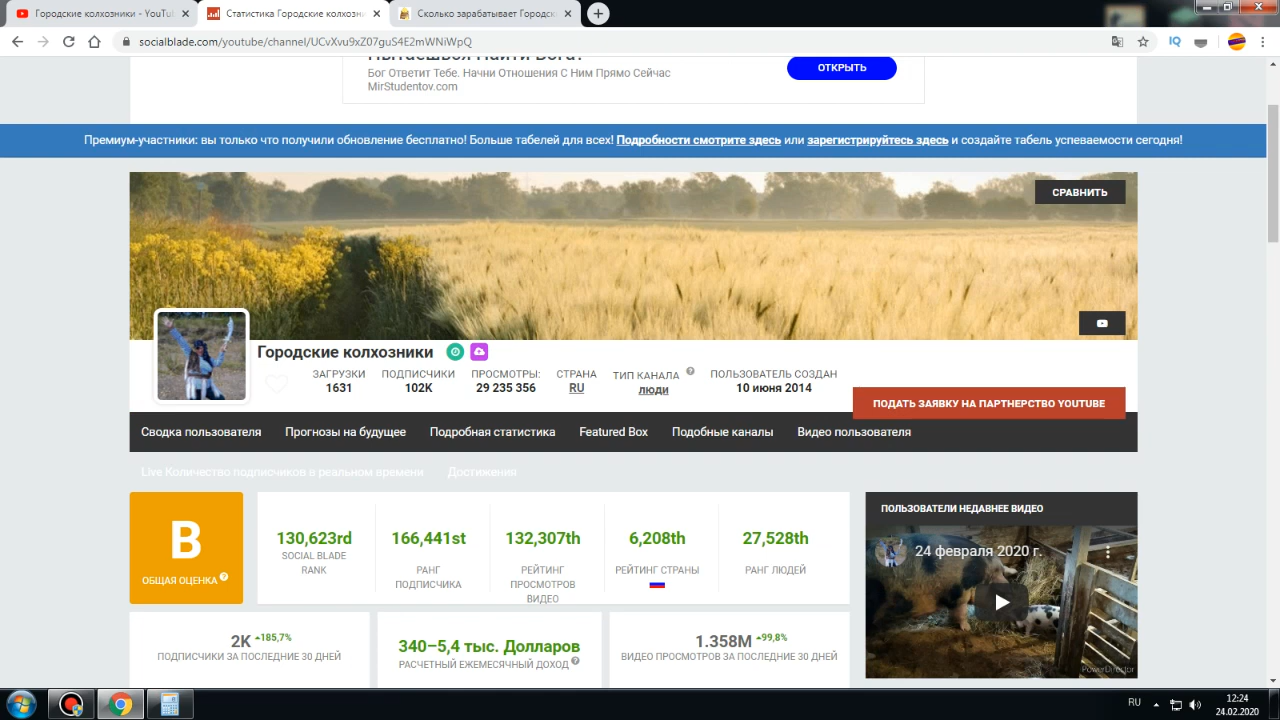 Городские колхозники - YouTu
Статистика Городские колхозни
Сколько зарабатывает Городск
socialblade.com/youtube/channel/UCvXvu9xZ07guS4E2mWNiWpQ
IQ
Бог Ответит Тебе. Начни Отношения С Ним Прямо Сейчас
MirStudentov.com
ОТКРЫТЬ
Премиум-участники: вы только что получили обновление бесплатно! Больше табелей для всех! Подробности смотрите здесь или зарегистрируйтесь здесь и создайте табель успеваемости сегодня!
СРАВНИТЬ
Городские колхозники
ЗАГРУЗКИ
1631
ПОДПИСЧИКИ
102K
ПРОСМОТРЫ:
29 235 356
СТРАНА
RU
ТИП КАНАЛА
люди
ПОЛЬЗОВАТЕЛЬ СОЗДАН
10 июня 2014
ПОДАТЬ ЗАЯВКУ НА ПАРТНЕРСТВО YOUTUBE
Сводка пользователя Прогнозы на будущее Подробная статистика Featured Box Подобные каналы Видео пользователя
Live Количество подписчиков в реальном времени Достижения
B
ОБЩАЯ ОЦЕНКА
130,623rd
SOCIAL BLADE
RANK
166,441st
РАНГ
ПОДПИСЧИКА
132,307th
РЕЙТИНГ
ПРОСМОТРОВ
ВИДЕО
6,208th
РЕЙТИНГ СТРАНЫ
27,528th
РАНГ ЛЮДЕЙ
2K 185,7%
ПОДПИСЧИКИ ЗА ПОСЛЕДНИЕ 30 ДНЕЙ
340–5,4 тыс. Долларов
РАСЧЕТНЫЙ ЕЖЕМЕСЯЧНЫЙ ДОХОД
1.358M 99,8%
ВИДЕО ПРОСМОТРОВ ЗА ПОСЛЕДНИЕ 30 ДНЕЙ
ПОЛЬЗОВАТЕЛИ НЕДАВНЕЕ ВИДЕО
24 февраля 2020 г.
PowerDirector
RU
12:24
24.02.2020